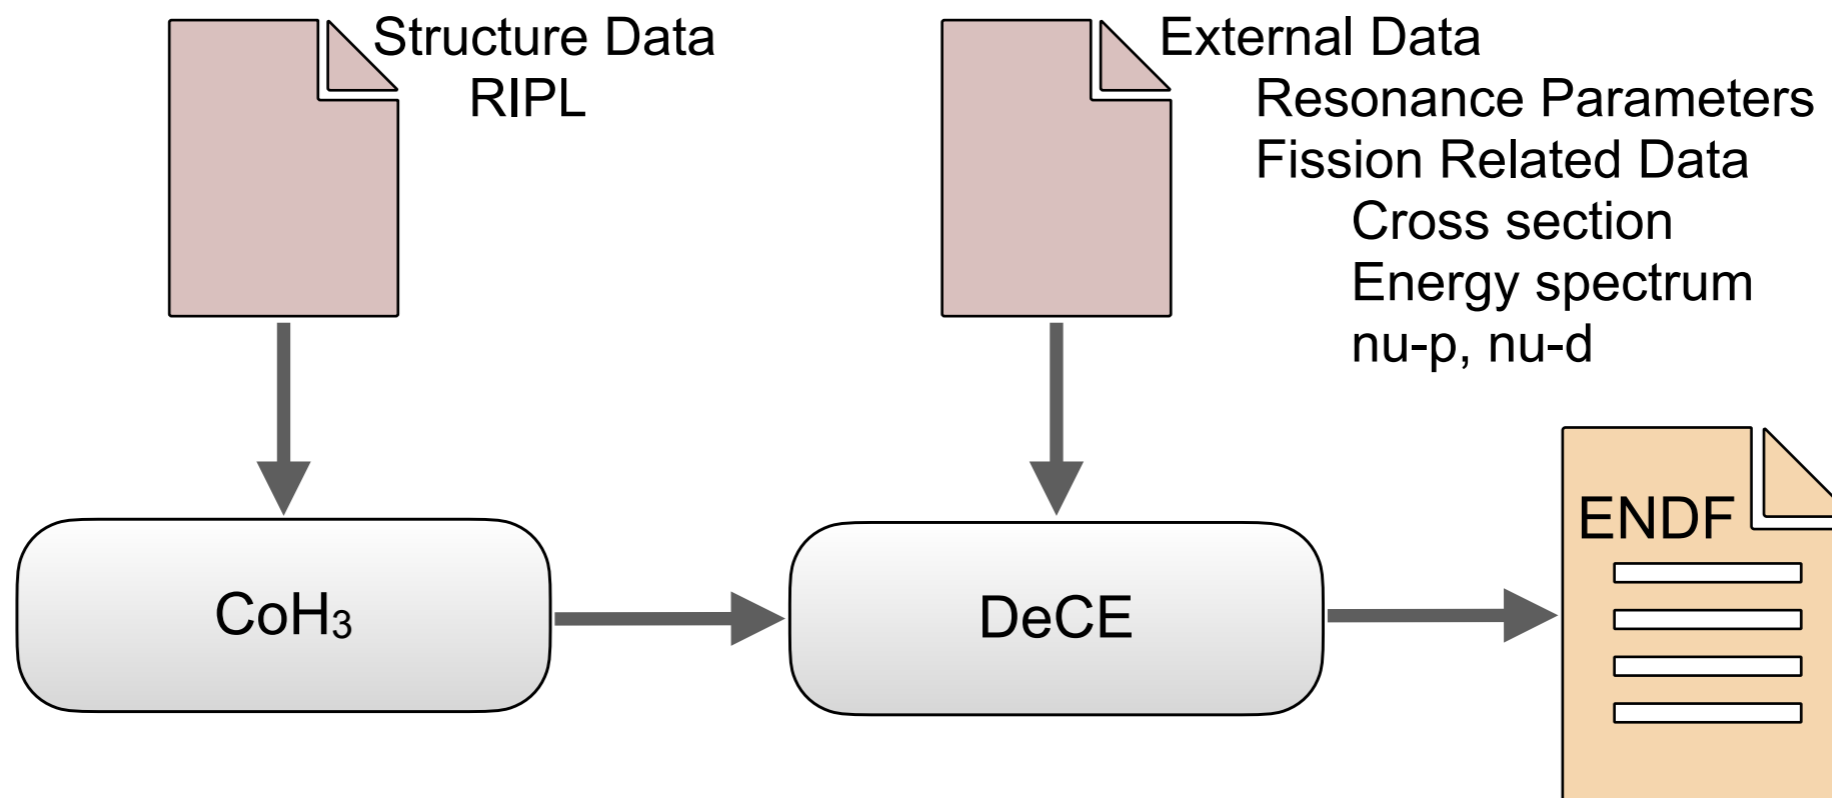 Structure Data
RIPL
External Data
Resonance Parameters
Fission Related Data
Cross section
Energy spectrum
nu-p, nu-d
CoH₃
DeCE
ENDF